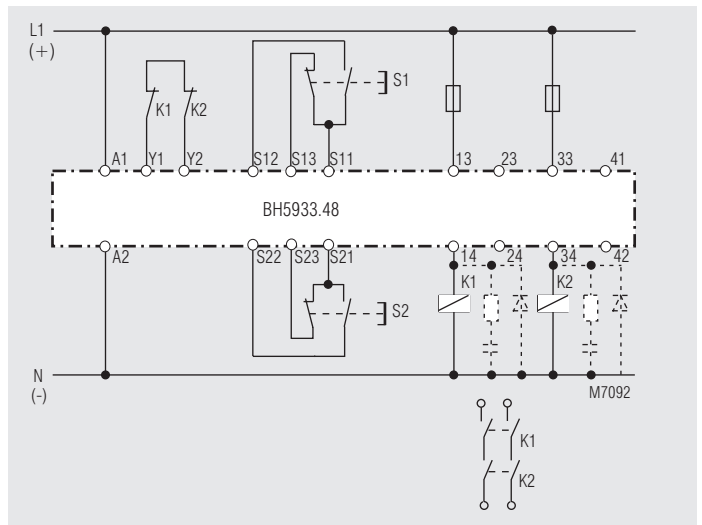 L1
(+)
K1 K2
S1
A1 Y1 Y2 S12 S13 S11 13 23 33 41
BH5933.48
A2 S22 S23 S21 14 24 34 42
K1 K2
S2
N
(-)
M7092
K1
K2